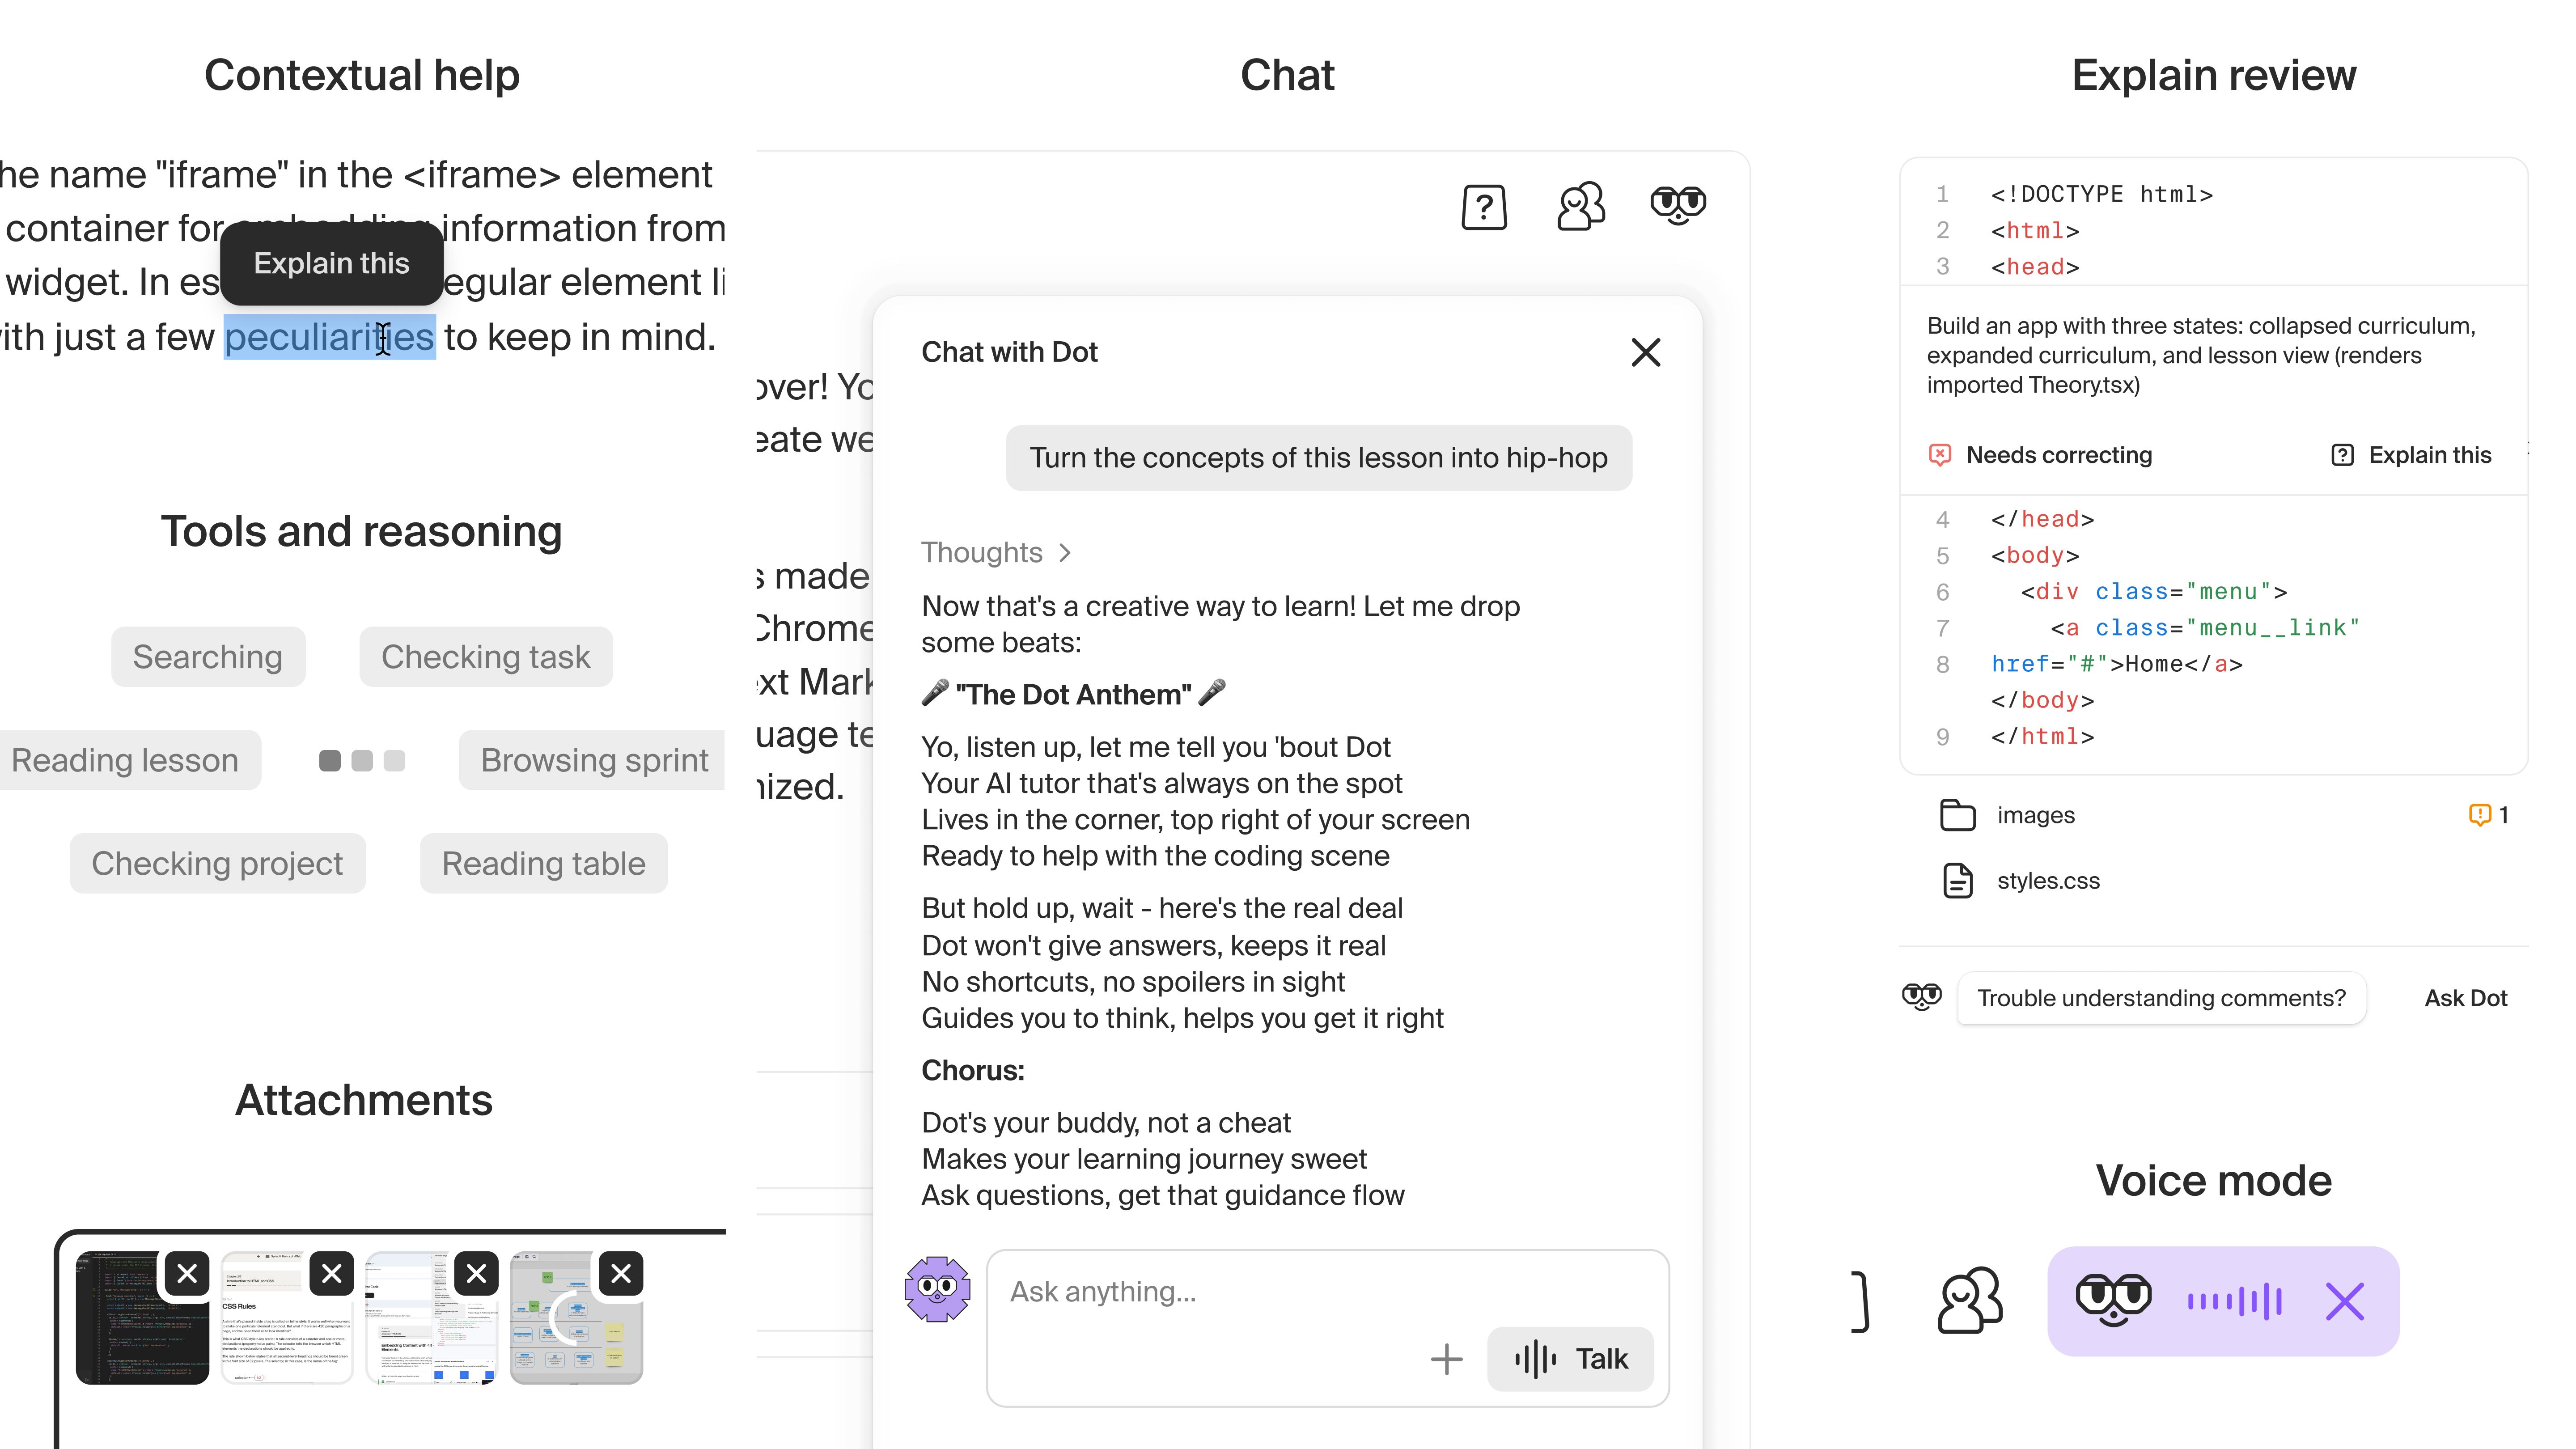 Contextual help
he name "iframe" in the <iframe> element
container for embedding information from
widget. In es
egular element li
Explain this
ith just a few peculiarities to keep in mind.
Tools and reasoning
Searching
Checking task
Reading lesson
Browsing sprint
Checking project
Reading table
Attachments
CSS Rules
Chat
over! Yo
eate we
s made
Chrome
ext Mark
uage te
nized.
Chat with Dot
Turn the concepts of this lesson into hip-hop
Thoughts
Now that's a creative way to learn! Let me drop
some beats:
🎤 "The Dot Anthem" 🎤
Yo, listen up, let me tell you 'bout Dot
Your AI tutor that's always on the spot
Lives in the corner, top right of your screen
Ready to help with the coding scene
But hold up, wait - here's the real deal
Dot won't give answers, keeps it real
No shortcuts, no spoilers in sight
Guides you to think, helps you get it right
Chorus:
Dot's your buddy, not a cheat
Makes your learning journey sweet
Ask questions, get that guidance flow
Ask anything...
Talk
Explain review
1 <!DOCTYPE html>
2 <html>
3 <head>
Build an app with three states: collapsed curriculum,
expanded curriculum, and lesson view (renders
imported Theory.tsx)
Needs correcting
Explain this
4 </head>
5 <body>
6 <div class="menu">
7 <a class="menu__link"
8 href="#">Home</a>
</body>
9 </html>
images
1
styles.css
Trouble understanding comments?
Ask Dot
Voice mode